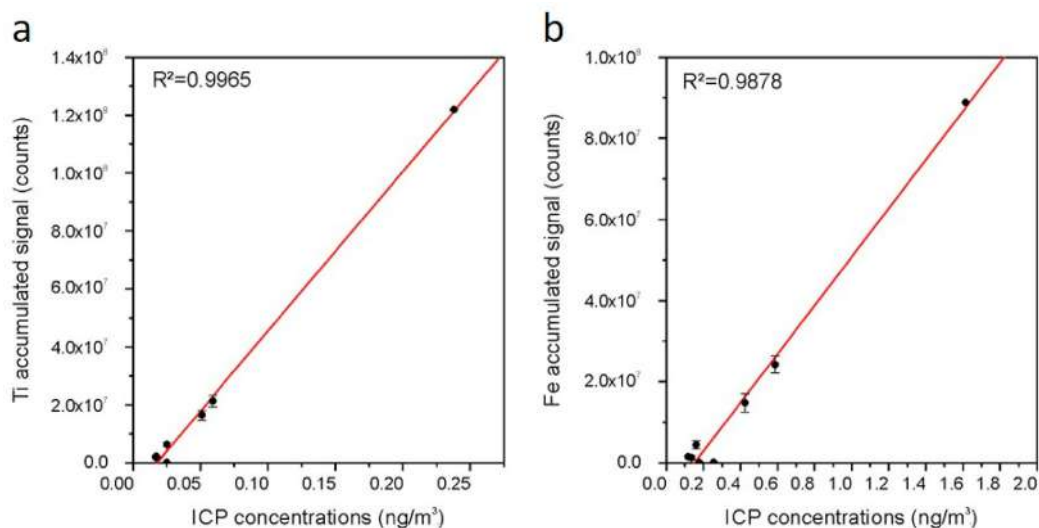 a
1.4x10⁸
R²=0.9965
1.2x10⁸
1.0x10⁸
8.0x10⁷
6.0x10⁷
4.0x10⁷
2.0x10⁷
0.0
Ti accumulated signal (counts)
0.00 0.05 0.10 0.15 0.20 0.25
ICP concentrations (ng/m³)
b
1.0x10⁸
R²=0.9878
8.0x10⁷
6.0x10⁷
4.0x10⁷
2.0x10⁷
0.0
Fe accumulated signal (counts)
0.0 0.2 0.4 0.6 0.8 1.0 1.2 1.4 1.6 1.8 2.0
ICP concentrations (ng/m³)